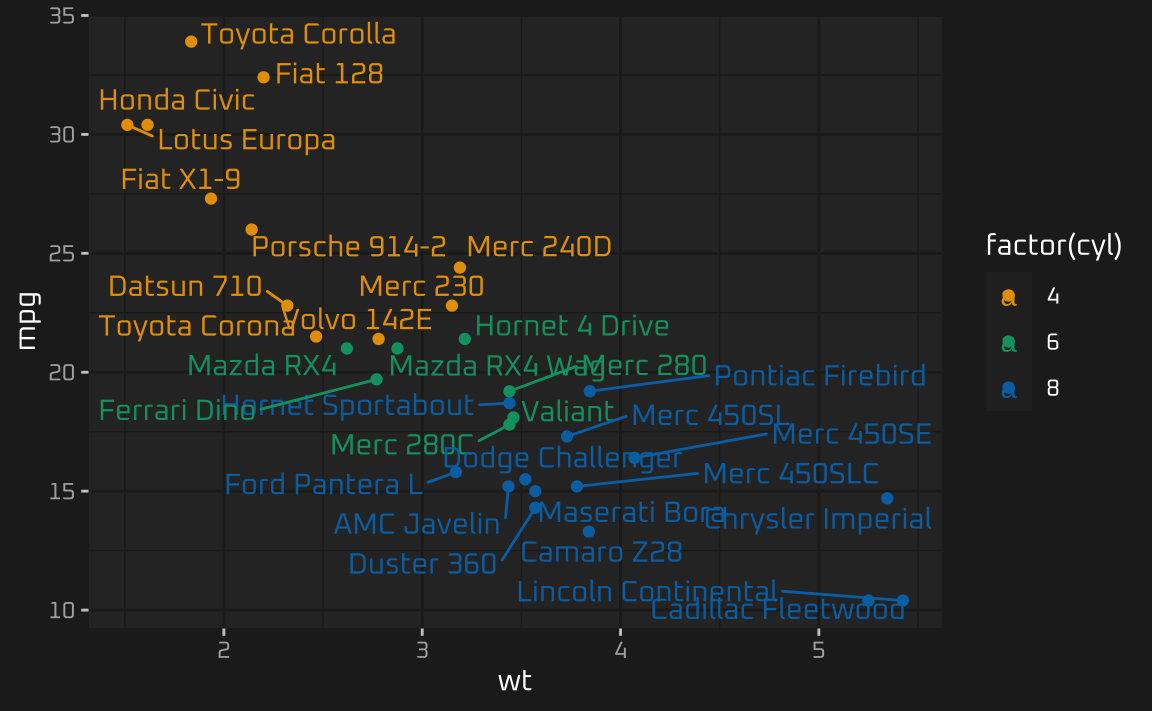 35
Toyota Corolla
Fiat 128
Honda Civic
30
Lotus Europa
Fiat X1-9
25
Porsche 914-2
Merc 240D
factor(cyl)
Datsun 710
Merc 230
a 4
mpg
Toyota Corona
Volvo 142E
Hornet 4 Drive
a 6
20
Mazda RX4
Mazda RX4 Wag
Merc 280
Pontiac Firebird
a 8
Ferrari Dino
Hornet Sportabout
Valiant
Merc 450SL
Merc 280C
Merc 450SE
Dodge Challenger
Ford Pantera L
Merc 450SLC
15
AMC Javelin
Maserati Bora
Chrysler Imperial
Duster 360
Camaro Z28
Lincoln Continental
10
Cadillac Fleetwood
2 3 4 5
wt